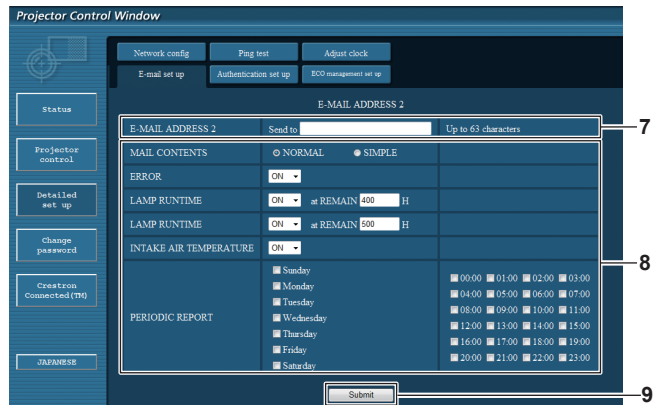 Projector Control Window
Network config
Ping test
Adjust clock
E-mail set up
Authentication set up
ECO management set up
Status
Projector
control
Detailed
set up
Change
password
Crestron
Connected(TM)
JAPANESE
E-MAIL ADDRESS 2
E-MAIL ADDRESS 2 Send to Up to 63 characters
7
MAIL CONTENTS NORMAL SIMPLE
ERROR ON
LAMP RUNTIME ON at REMAIN 400 H
LAMP RUNTIME ON at REMAIN 500 H
INTAKE AIR TEMPERATURE ON
8
PERIODIC REPORT
Sunday
Monday
Tuesday
Wednesday
Thursday
Friday
Saturday
00:00 01:00 02:00 03:00
04:00 05:00 06:00 07:00
08:00 09:00 10:00 11:00
12:00 13:00 14:00 15:00
16:00 17:00 18:00 19:00
20:00 21:00 22:00 23:00
Submit
9